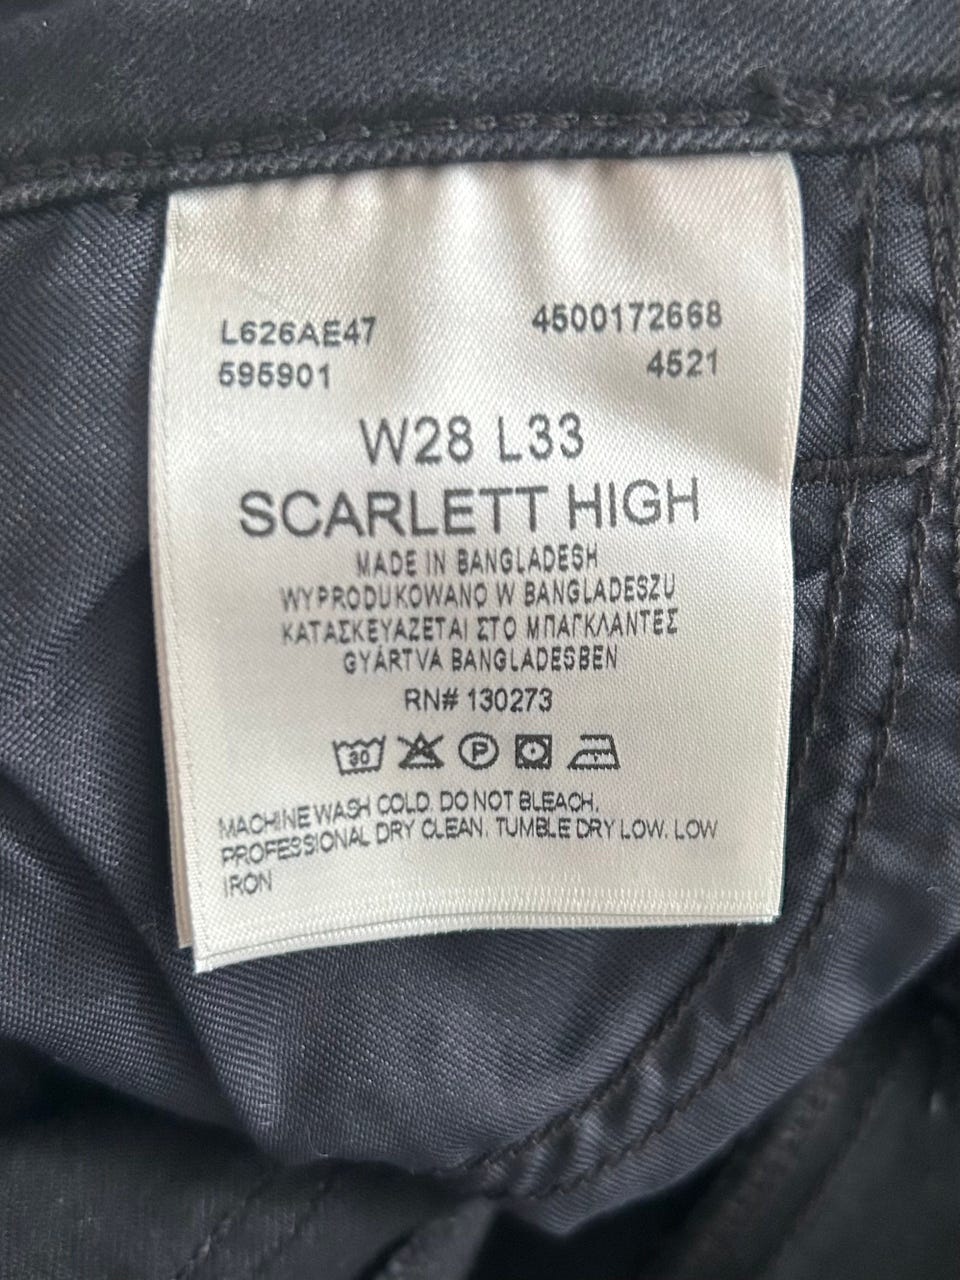 L626AE47 4500172668
595901 4521
W28 L33
SCARLETT HIGH
MADE IN BANGLADESH
WYPRODUKOWANO W BANGLADESZU
ΚΑΤΑΣΚΕΥΑΖΕΤΑΙ ΣΤΟ ΜΠΑΓΚΛΑΝΤΕΣ
GYÁRTVA BANGLADESBEN
RN# 130273
30 P
MACHINE WASH COLD. DO NOT BLEACH.
PROFESSIONAL DRY CLEAN. TUMBLE DRY LOW. LOW
IRON